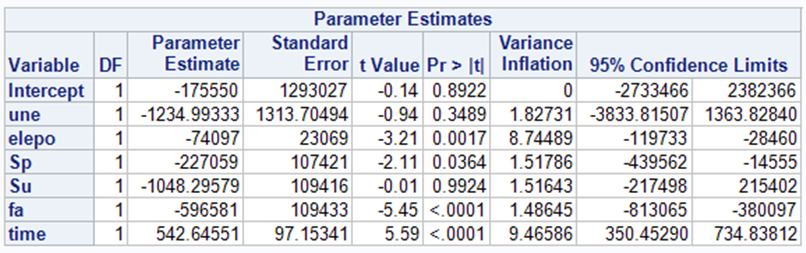 Parameter Estimates
Variable DF Parameter Estimate Standard Error t Value Pr > |t| Variance Inflation 95% Confidence Limits
Intercept 1 -175550 1293027 -0.14 0.8922 0 -2733466 2382366
une 1 -1234.99333 1313.70494 -0.94 0.3489 1.82731 -3833.81507 1363.82840
elepo 1 -74097 23069 -3.21 0.0017 8.74489 -119733 -28460
Sp 1 -227059 107421 -2.11 0.0364 1.51786 -439562 -14555
Su 1 -1048.29579 109416 -0.01 0.9924 1.51643 -217498 215402
fa 1 -596581 109433 -5.45 <.0001 1.48645 -813065 -380097
time 1 542.64551 97.15341 5.59 <.0001 9.46586 350.45290 734.83812